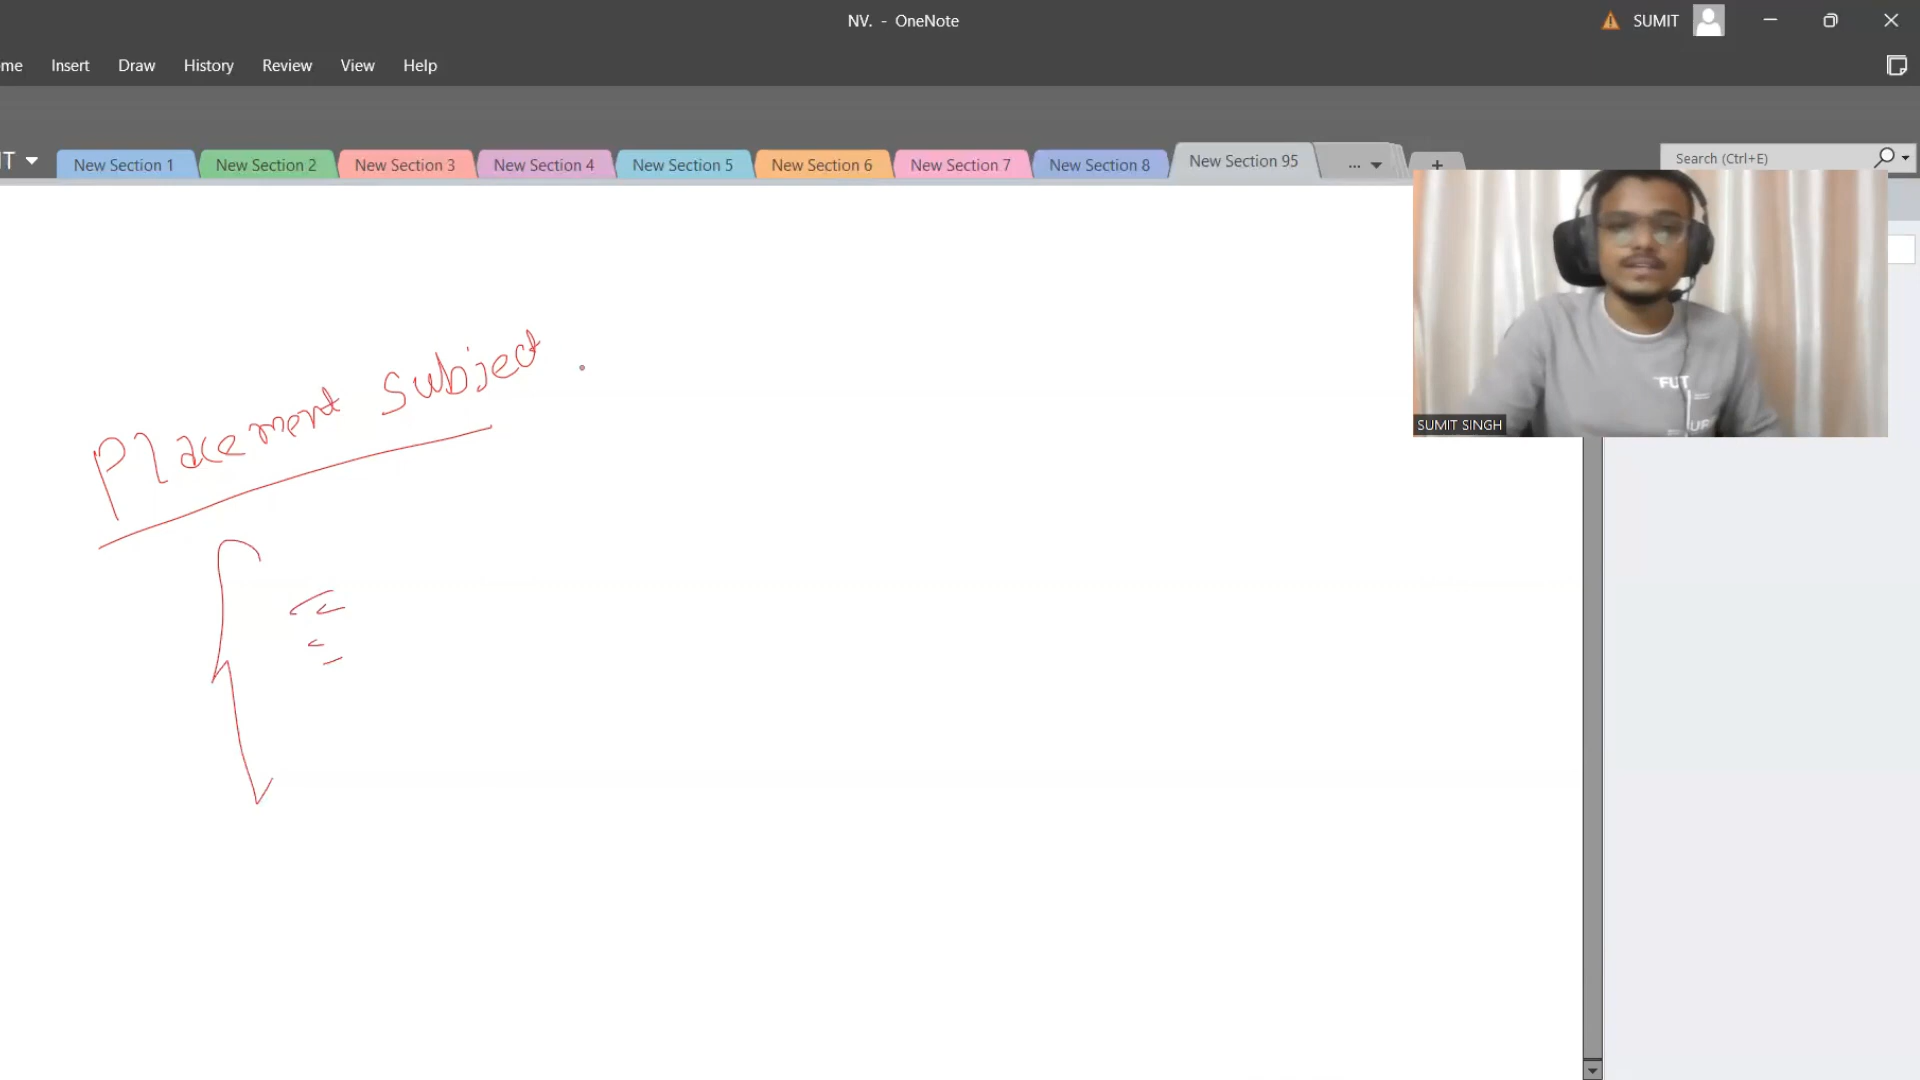 NV. - OneNote
SUMIT
me Insert Draw History Review View Help
T New Section 1 New Section 2 New Section 3 New Section 4 New Section 5 New Section 6 New Section 7 New Section 8 New Section 95 ... + Search (Ctrl+E)
Placement Subject .
FUT
UR
SUMIT SINGH